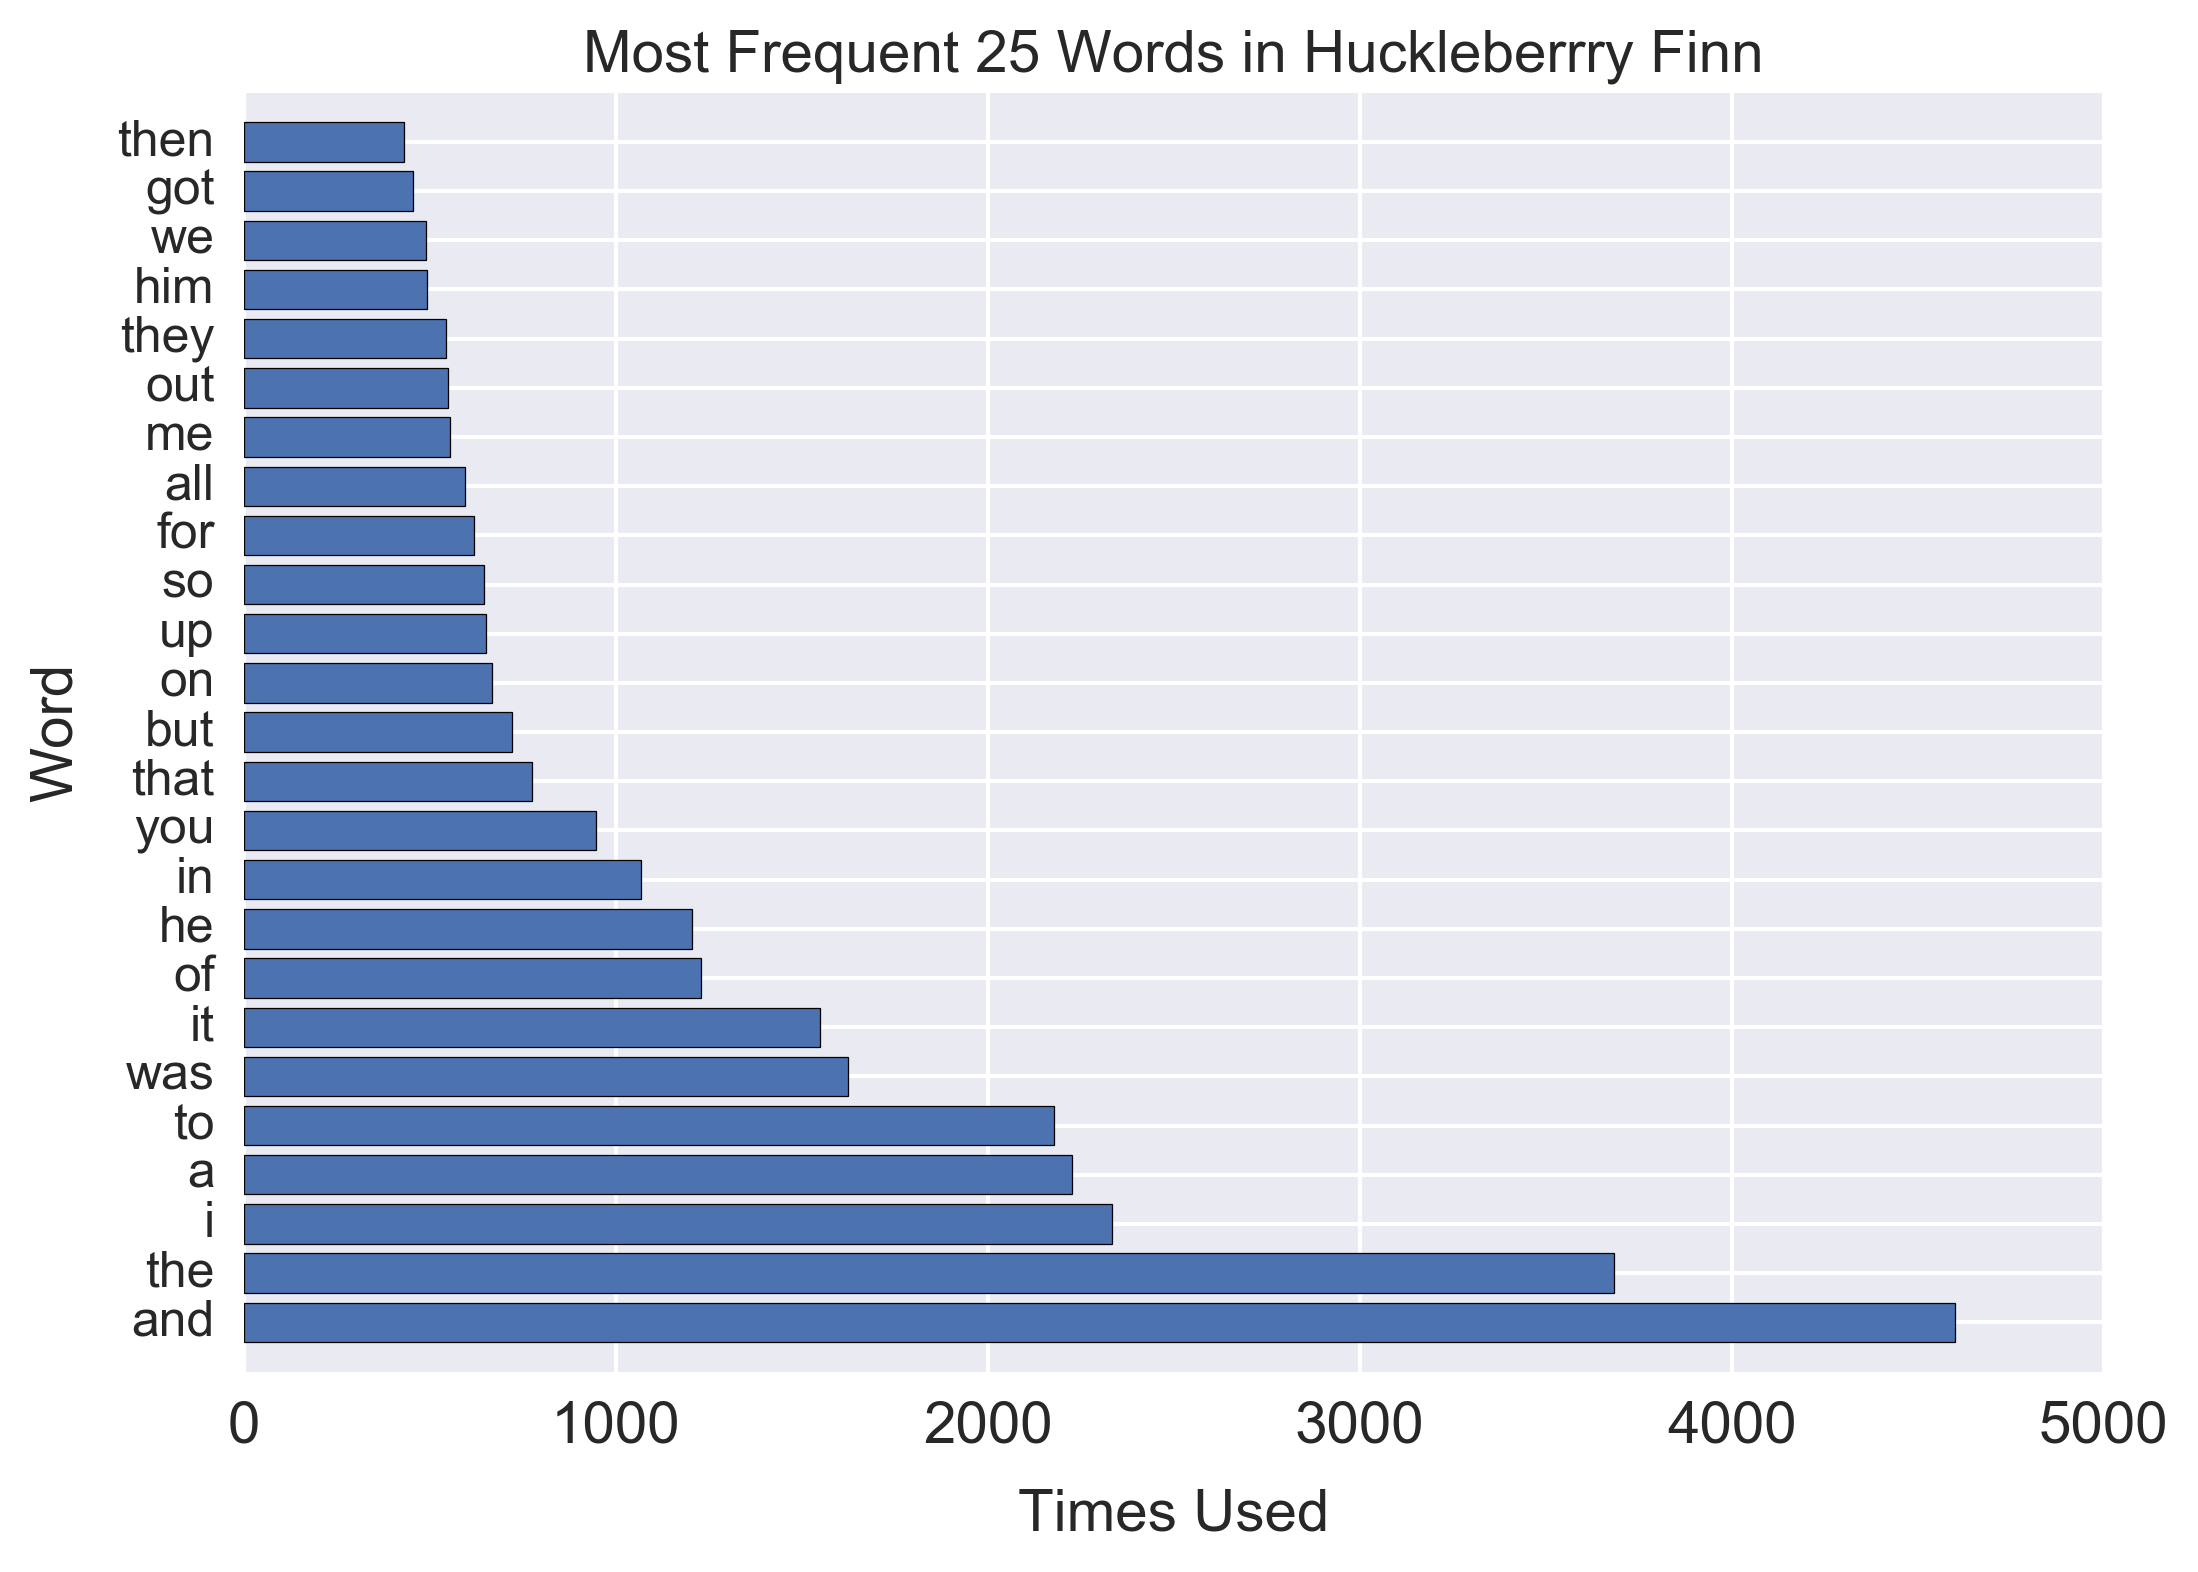 Most Frequent 25 Words in Huckleberrry Finn
then
got
we
him
they
out
me
all
for
so
up
on
but
that
you
in
he
of
it
was
to
a
i
the
and
Word
0 1000 2000 3000 4000 5000
Times Used